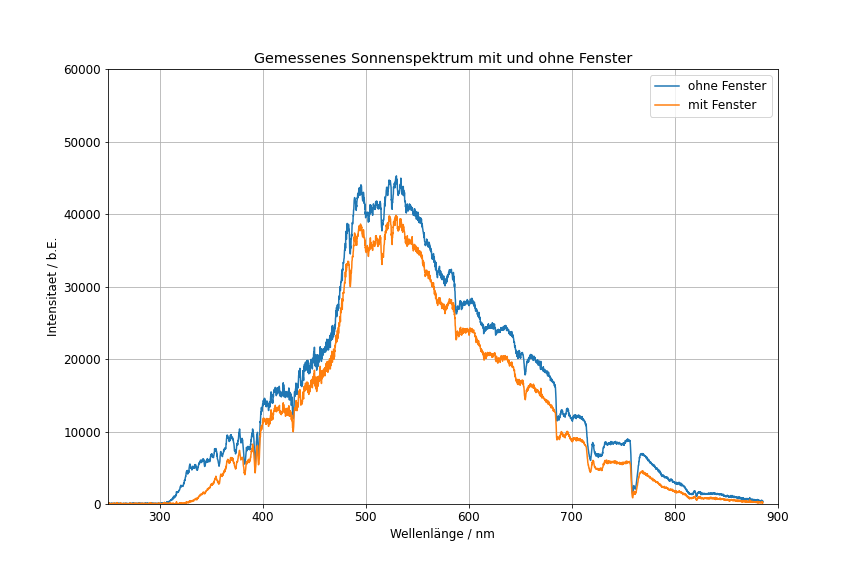 Gemessenes Sonnenspektrum mit und ohne Fenster
60000
50000
40000
30000
20000
10000
0
Intensitaet / b.E.
ohne Fenster
mit Fenster
300 400 500 600 700 800 900
Wellenlänge / nm